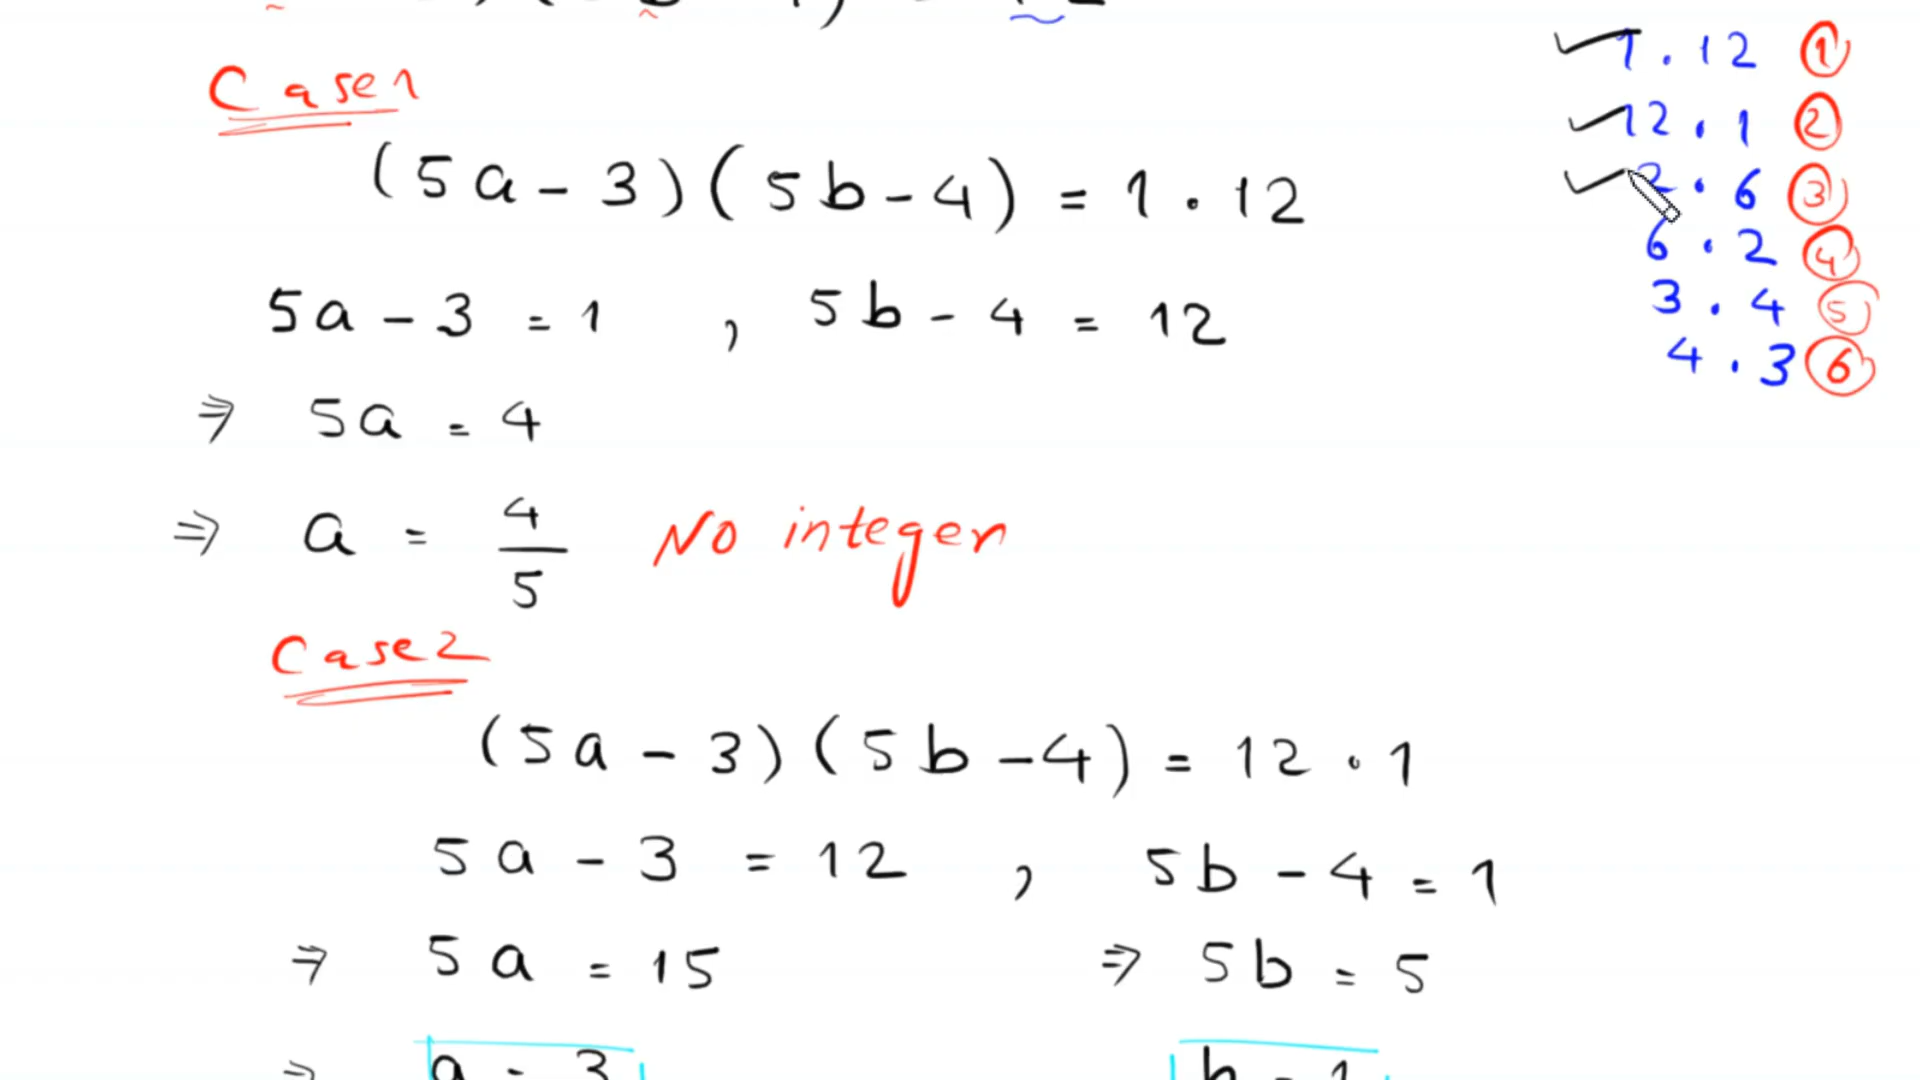 Case 1
(5a - 3)(5b - 4) = 1 . 12
5a - 3 = 1 , 5b - 4 = 12
⇒ 5a = 4
⇒ a = 4/5 No integer
Case 2
(5a - 3)(5b - 4) = 12 . 1
5a - 3 = 12 , 5b - 4 = 1
⇒ 5a = 15 ⇒ 5b = 5
⇒ a = 3 b = 1
✓ 1 . 12 ①
✓ 12 . 1 ②
✓ 2 . 6 ③
6 . 2 ④
3 . 4 ⑤
4 . 3 ⑥